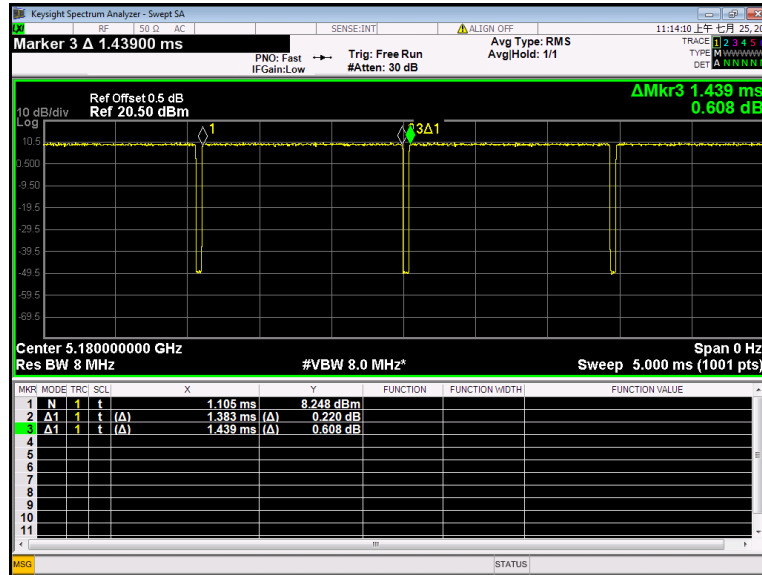 Keysight Spectrum Analyzer - Swept SA
LXI RF 50 Ω AC SENSE:INT ALIGN OFF 11:14:10 上午 七月 25, 20
Marker 3 Δ 1.43900 ms
PNO: Fast
IFGain:Low
Trig: Free Run
#Atten: 30 dB
Avg Type: RMS
Avg|Hold: 1/1
TRACE 1 2 3 4 5
TYPE M W W W W W
DET A N N N N
ΔMkr3 1.439 ms
0.608 dB
10 dB/div
Log
Ref Offset 0.5 dB
Ref 20.50 dBm
1
3Δ1
10.5
0.500
-9.50
-19.5
-29.5
-39.5
-49.5
-59.5
-69.5
Center 5.180000000 GHz Span 0 Hz
Res BW 8 MHz #VBW 8.0 MHz* Sweep 5.000 ms (1001 pts)
MKR MODE TRC SCL X Y FUNCTION FUNCTION WIDTH FUNCTION VALUE
1 N 1 t 1.105 ms 8.248 dBm
2 Δ1 1 t (Δ) 1.383 ms (Δ) 0.220 dB
3 Δ1 1 t (Δ) 1.439 ms (Δ) 0.608 dB
4
5
6
7
8
9
10
11
MSG STATUS